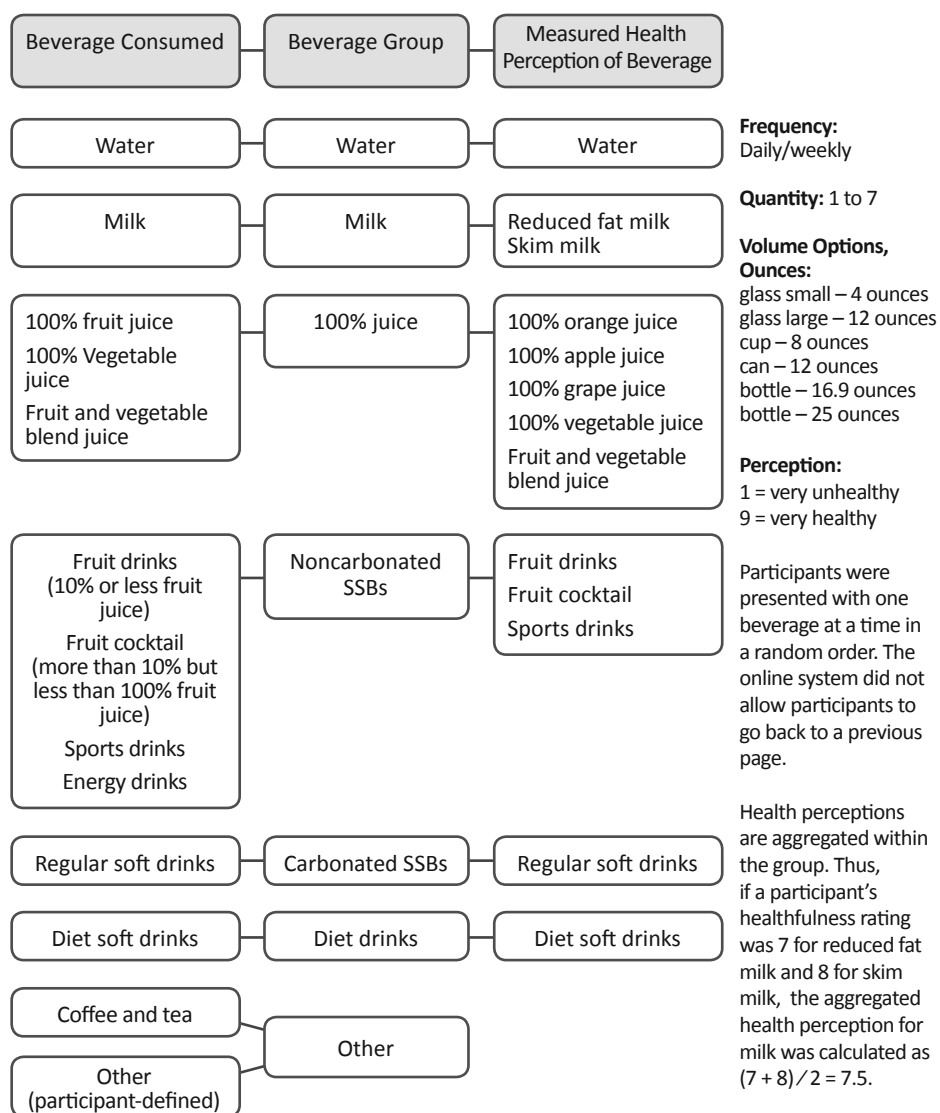 Beverage Consumed
Beverage Group
Measured Health
Perception of Beverage
Water
Water
Water
Milk
Milk
Reduced fat milk
Skim milk
100% fruit juice
100% Vegetable
juice
Fruit and vegetable
blend juice
100% juice
100% orange juice
100% apple juice
100% grape juice
100% vegetable juice
Fruit and vegetable
blend juice
Fruit drinks
(10% or less fruit
juice)
Fruit cocktail
(more than 10% but
less than 100% fruit
juice)
Sports drinks
Energy drinks
Noncarbonated
SSBs
Fruit drinks
Fruit cocktail
Sports drinks
Regular soft drinks
Carbonated SSBs
Regular soft drinks
Diet soft drinks
Diet drinks
Diet soft drinks
Coffee and tea
Other
(participant-defined)
Other
Frequency:
Daily/weekly
Quantity: 1 to 7
Volume Options,
Ounces:
glass small – 4 ounces
glass large – 12 ounces
cup – 8 ounces
can – 12 ounces
bottle – 16.9 ounces
bottle – 25 ounces
Perception:
1 = very unhealthy
9 = very healthy
Participants were
presented with one
beverage at a time in
a random order. The
online system did not
allow participants to
go back to a previous
page.
Health perceptions
are aggregated within
the group. Thus,
if a participant’s
healthfulness rating
was 7 for reduced fat
milk and 8 for skim
milk, the aggregated
health perception for
milk was calculated as
(7 + 8) ∕ 2 = 7.5.